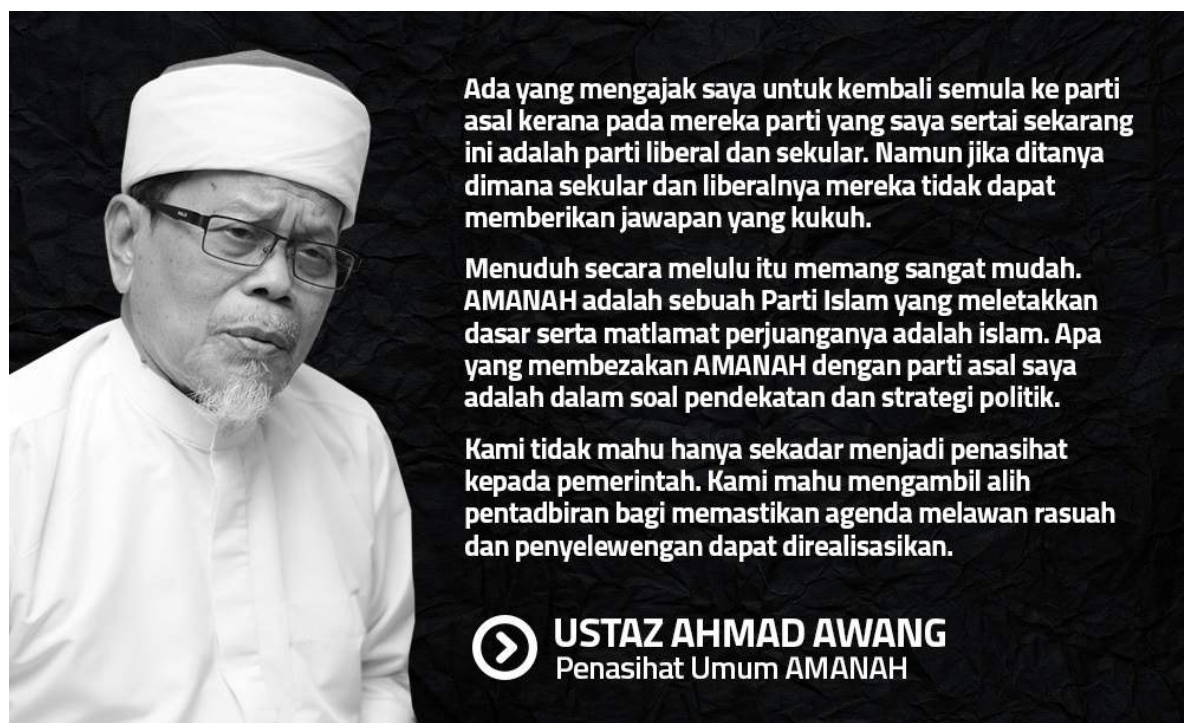 Ada yang mengajak saya untuk kembali semula ke parti
asal kerana pada mereka parti yang saya sertai sekarang
ini adalah parti liberal dan sekular. Namun jika ditanya
dimana sekular dan liberalnya mereka tidak dapat
memberikan jawapan yang kukuh.
Menuduh secara melulu itu memang sangat mudah.
AMANAH adalah sebuah Parti Islam yang meletakkan
dasar serta matlamat perjuanganya adalah islam. Apa
yang membezakan AMANAH dengan parti asal saya
adalah dalam soal pendekatan dan strategi politik.
Kami tidak mahu hanya sekadar menjadi penasihat
kepada pemerintah. Kami mahu mengambil alih
pentadbiran bagi memastikan agenda melawan rasuah
dan penyelewengan dapat direalisasikan.
USTAZ AHMAD AWANG
Penasihat Umum AMANAH